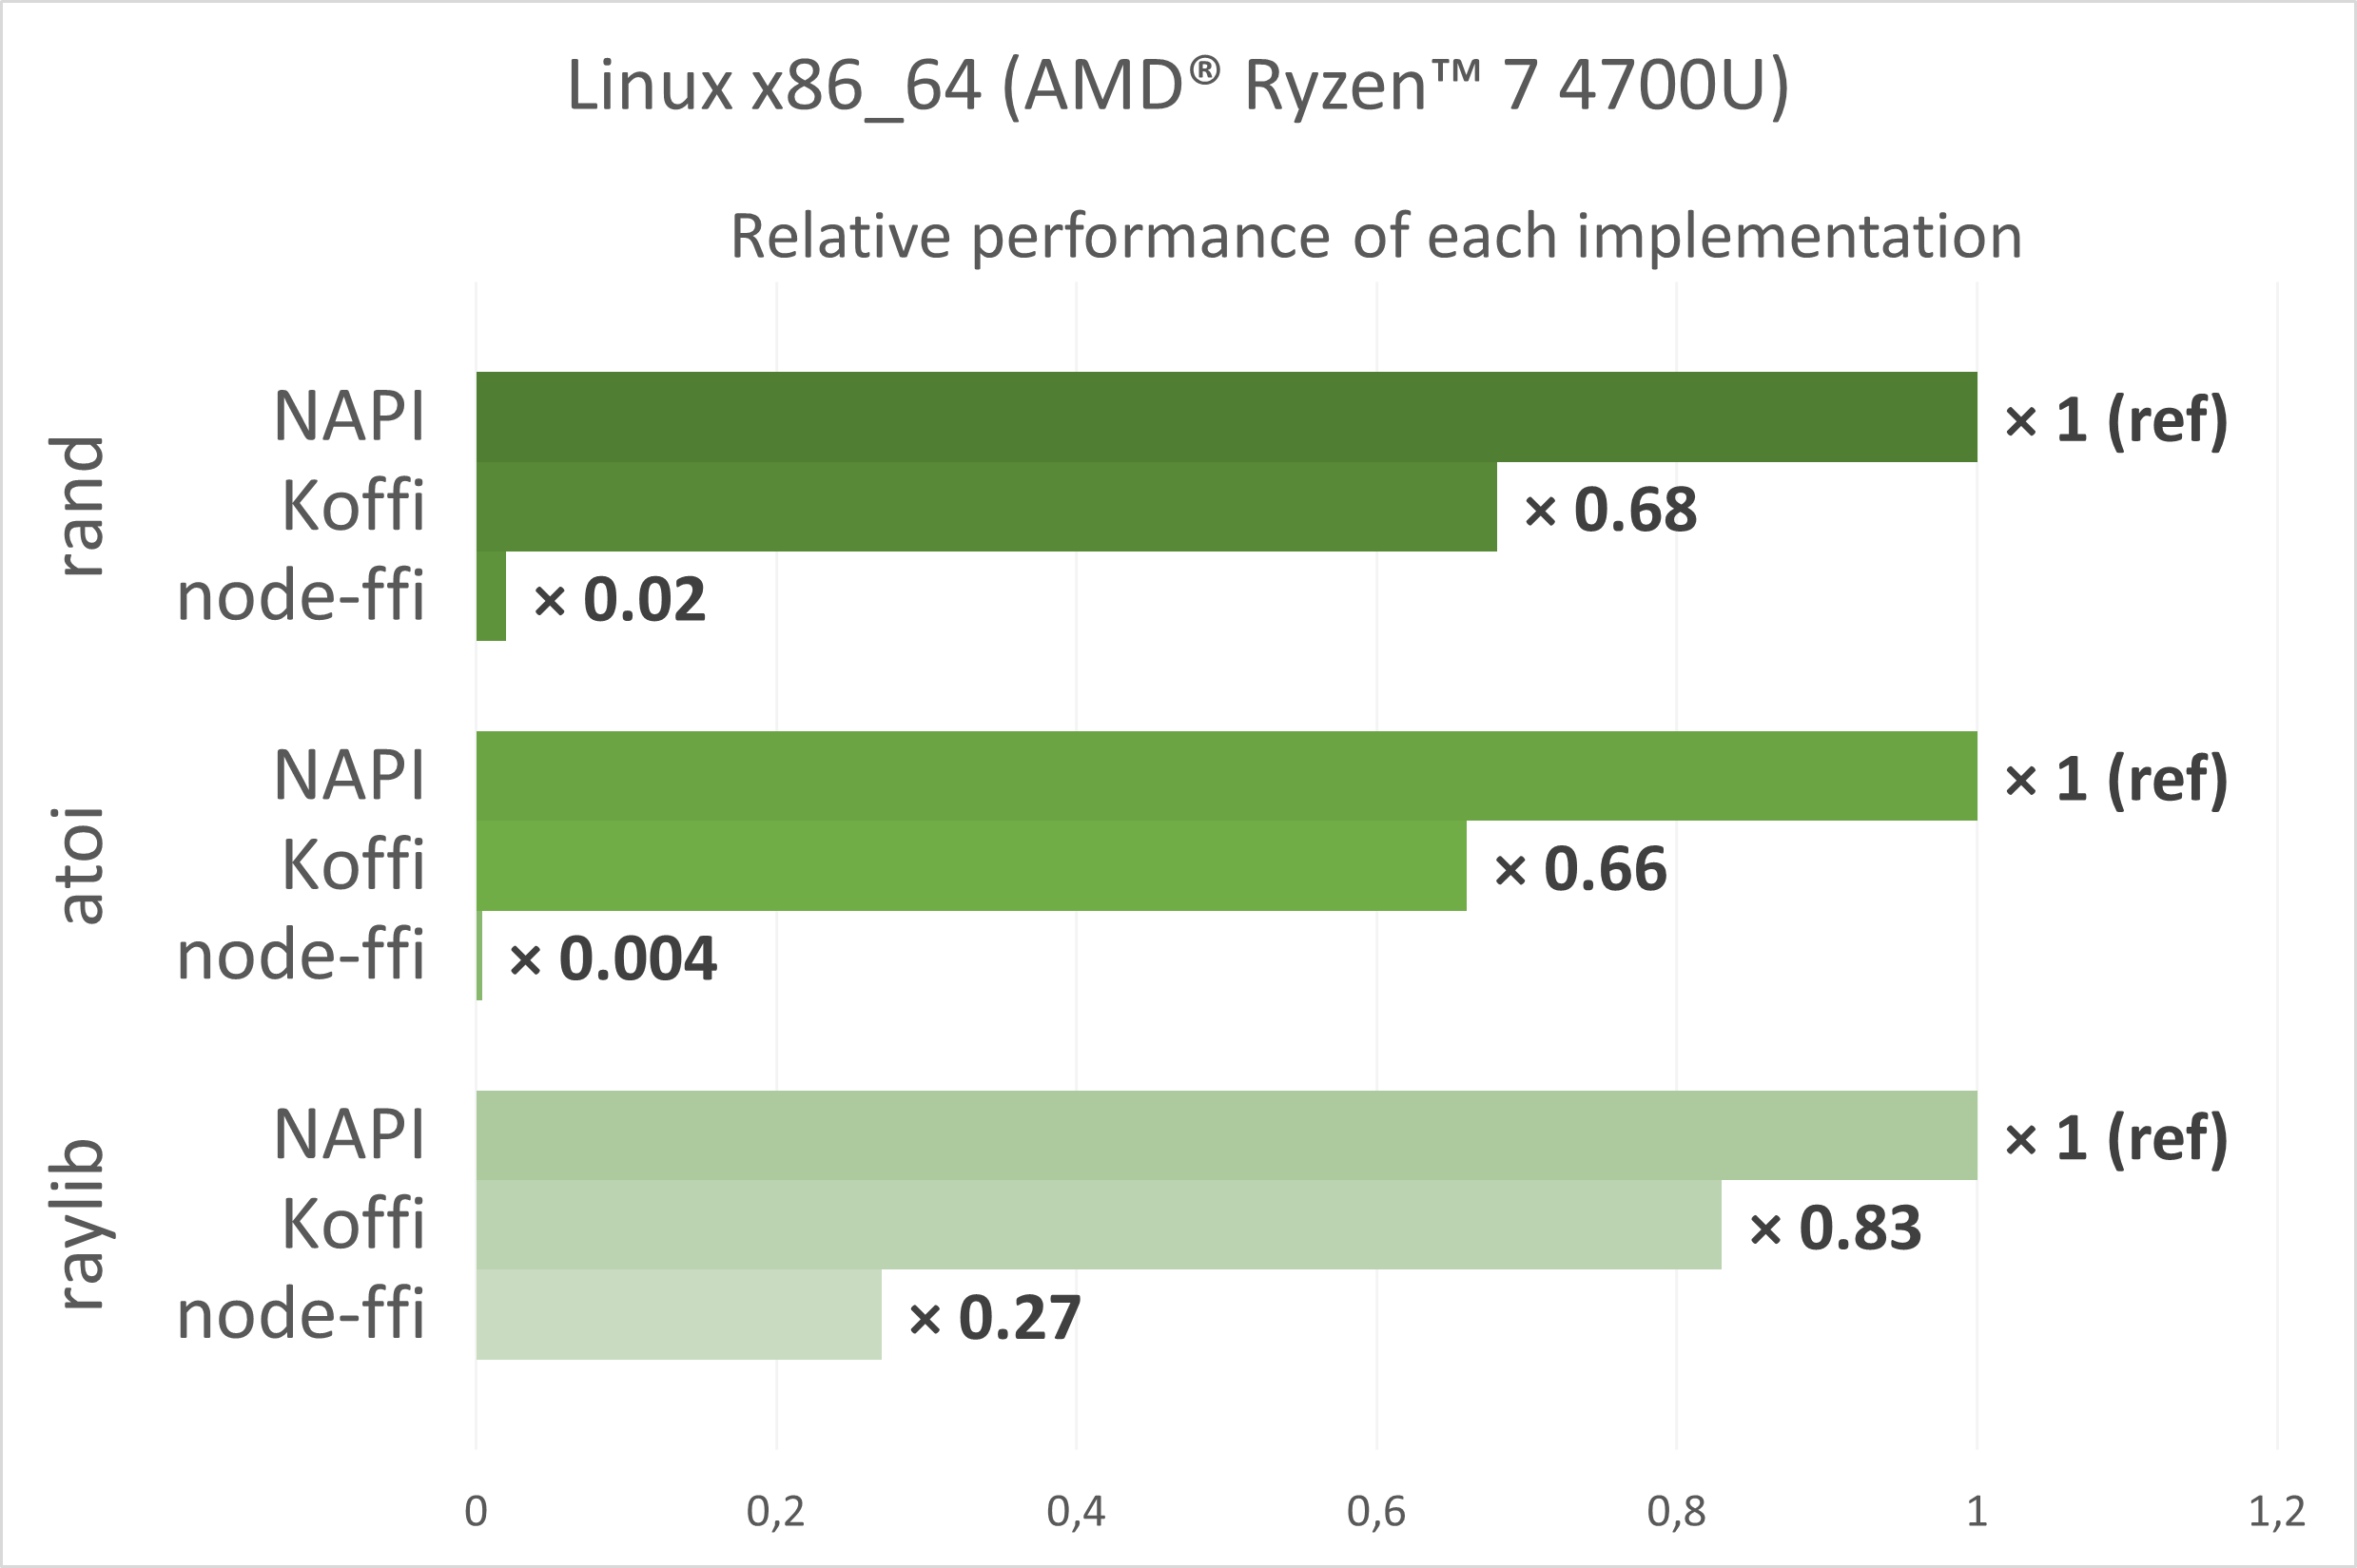 Linux x86_64 (AMD® Ryzen™ 7 4700U)
Relative performance of each implementation
rand
NAPI × 1 (ref)
Koffi × 0.68
node-ffi × 0.02
atoi
NAPI × 1 (ref)
Koffi × 0.66
node-ffi × 0.004
rayllib
NAPI × 1 (ref)
Koffi × 0.83
node-ffi × 0.27
0 0,2 0,4 0,6 0,8 1 1,2